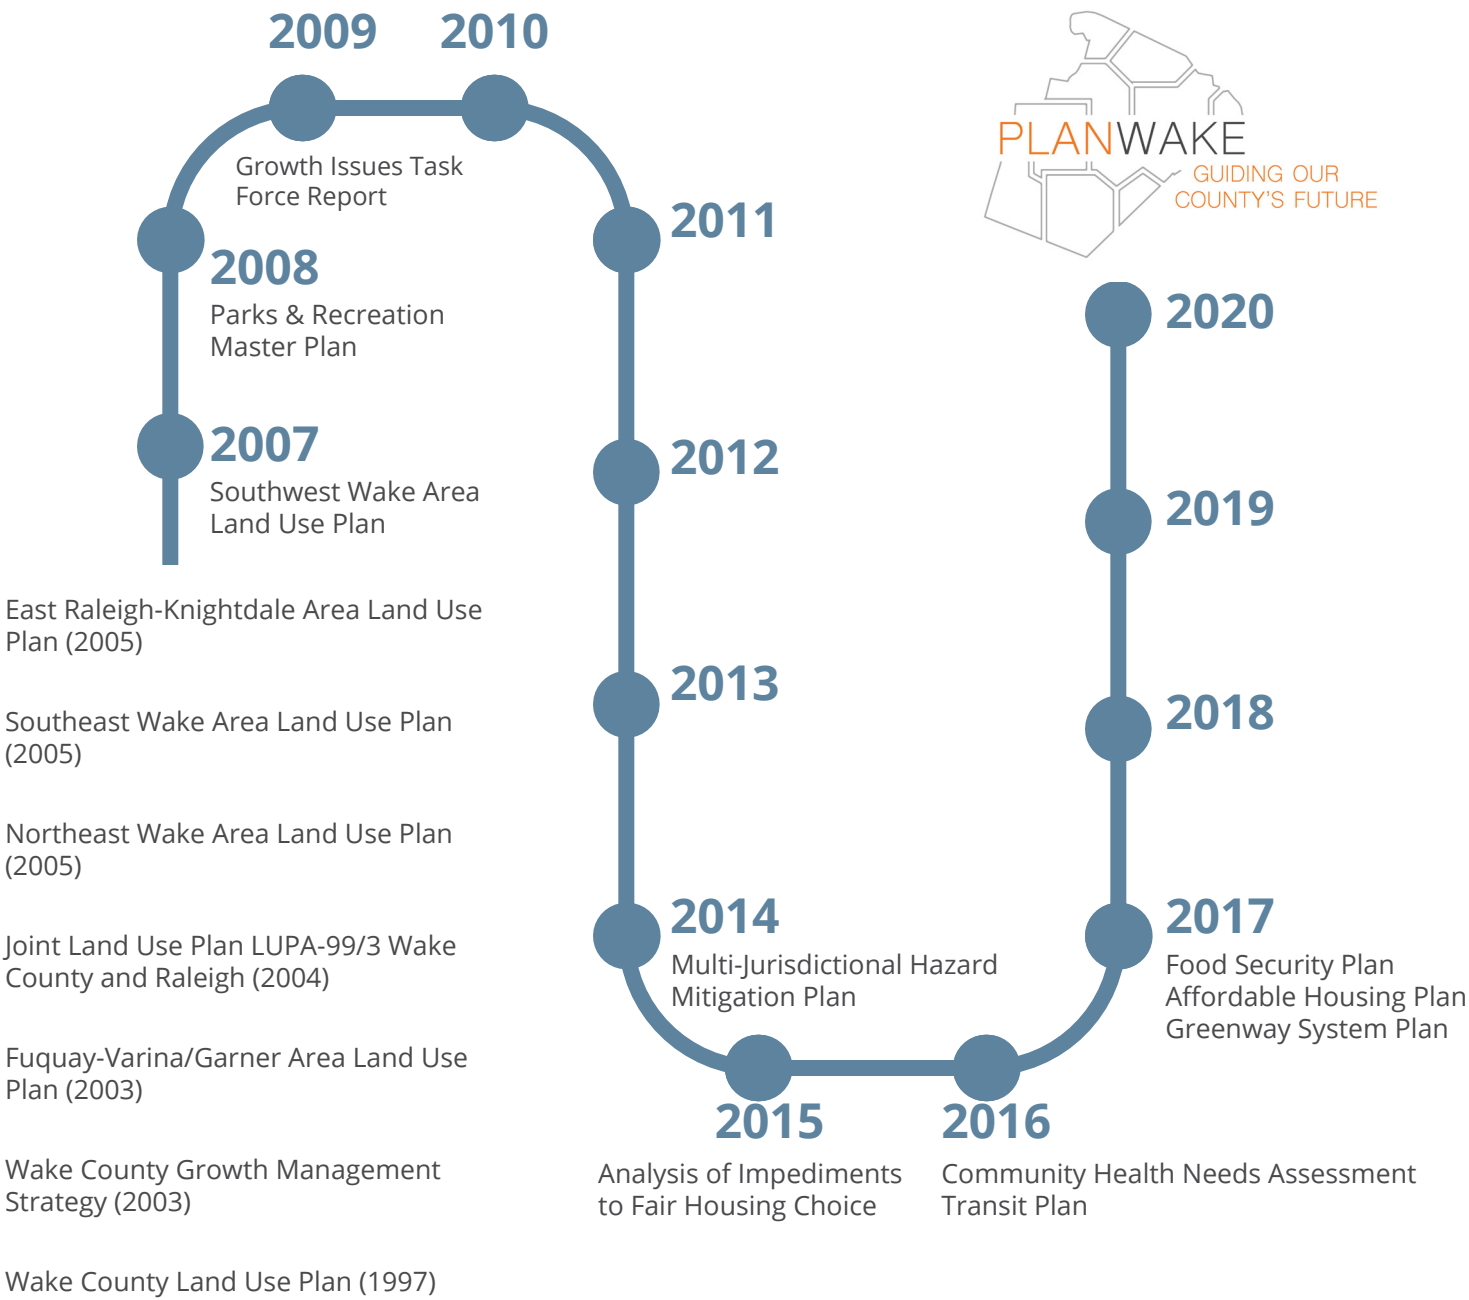 2009
2010
Growth Issues Task
Force Report
PLANWAKE
GUIDING OUR
COUNTY'S FUTURE
2008
Parks & Recreation
Master Plan
2007
Southwest Wake Area
Land Use Plan
East Raleigh-Knightdale Area Land Use
Plan (2005)
Southeast Wake Area Land Use Plan
(2005)
Northeast Wake Area Land Use Plan
(2005)
Joint Land Use Plan LUPA-99/3 Wake
County and Raleigh (2004)
Fuquay-Varina/Garner Area Land Use
Plan (2003)
Wake County Growth Management
Strategy (2003)
Wake County Land Use Plan (1997)
2011
2012
2013
2014
Multi-Jurisdictional Hazard
Mitigation Plan
2015
Analysis of Impediments
to Fair Housing Choice
2016
Community Health Needs Assessment
Transit Plan
2020
2019
2018
2017
Food Security Plan
Affordable Housing Plan
Greenway System Plan